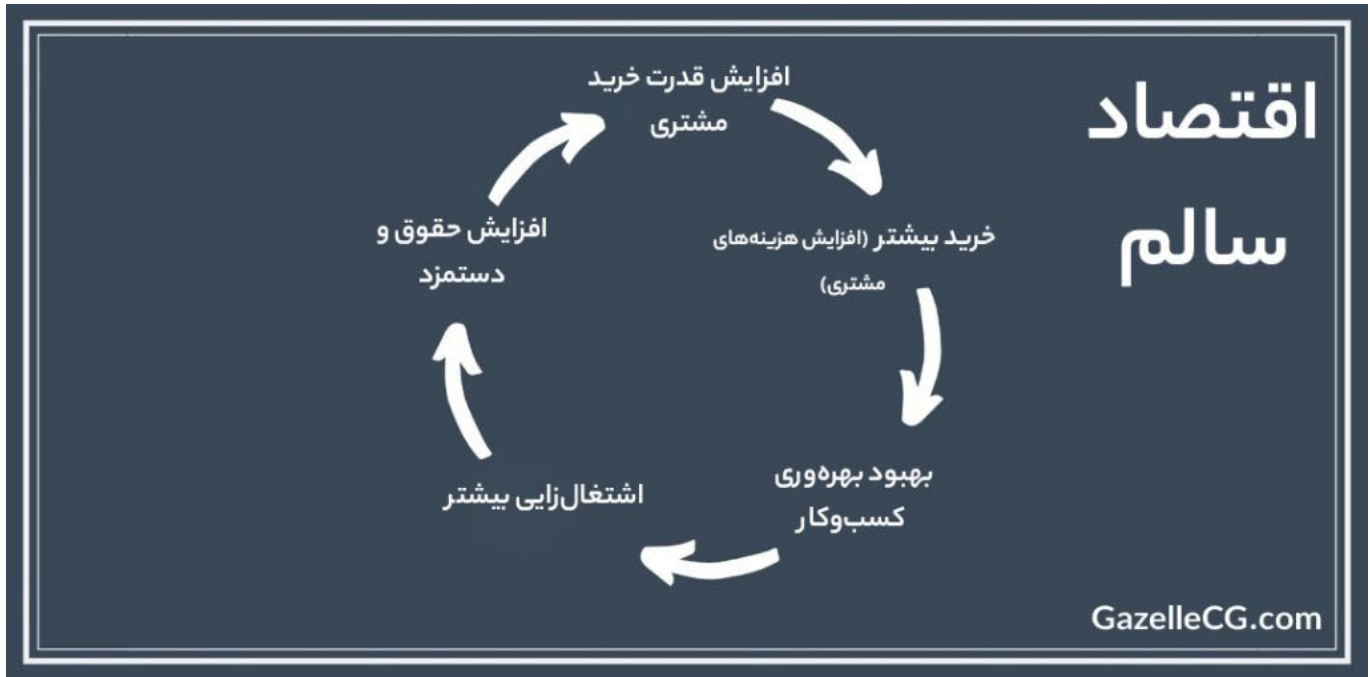 اقتصاد
سالم
افزایش قدرت خرید
مشتری
خرید بیشتر (افزایش هزینه‌های
مشتری)
بهبود بهره‌وری
کسب‌وکار
اشتغال‌زایی بیشتر
افزایش حقوق و
دستمزد
GazelleCG.com